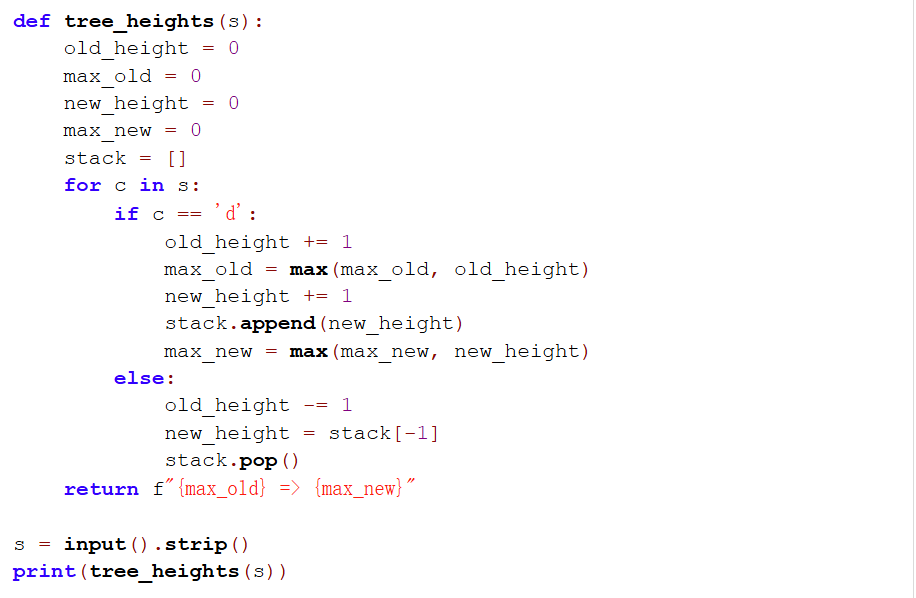 def tree_heights(s):
    old_height = 0
    max_old = 0
    new_height = 0
    max_new = 0
    stack = []
    for c in s:
        if c == 'd':
            old_height += 1
            max_old = max(max_old, old_height)
            new_height += 1
            stack.append(new_height)
            max_new = max(max_new, new_height)
        else:
            old_height -= 1
            new_height = stack[-1]
            stack.pop()
    return f"{max_old} => {max_new}"
s = input().strip()
print(tree_heights(s))